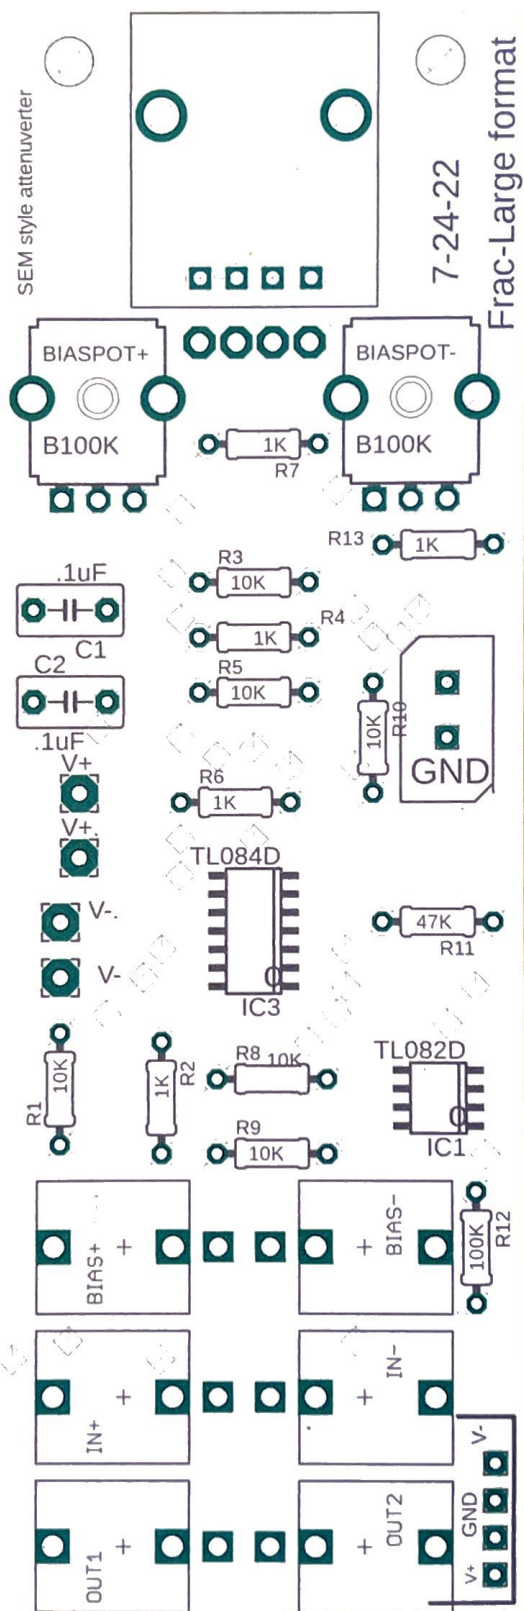 SEM style attenuverter
7-24-22
Frac-Large format
BIASPOT+
B100K
BIASPOT-
B100K
1K
R7
R13
1K
.1uF
C1
R3
10K
R4
1K
C2
.1uF
R5
10K
R10
10K
GND
V+
V+.
R6
1K
TL084D
IC3
V-.
V-
47K
R11
R1
10K
R2
1K
R8
10K
R9
10K
TL082D
IC1
BIAS+
BIAS-
R12
100K
IN+
IN-
OUT1
OUT2
V-
GND
V+